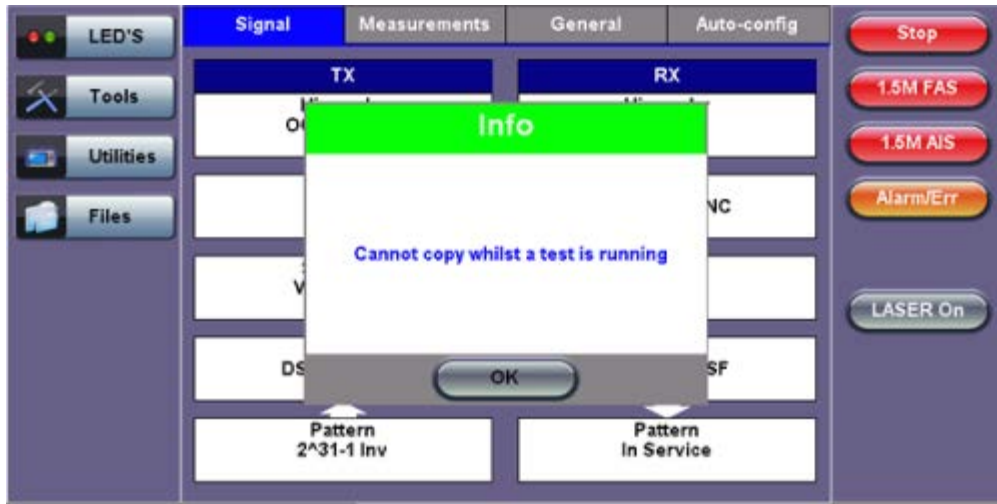 LED'S
Tools
Utilities
Files
Signal
Measurements
General
Auto-config
TX
RX
Info
Cannot copy whilst a test is running
OK
NC
DS
SF
Pattern
2^31-1 Inv
Pattern
In Service
Stop
1.5M FAS
1.5M AIS
Alarm/Err
LASER On